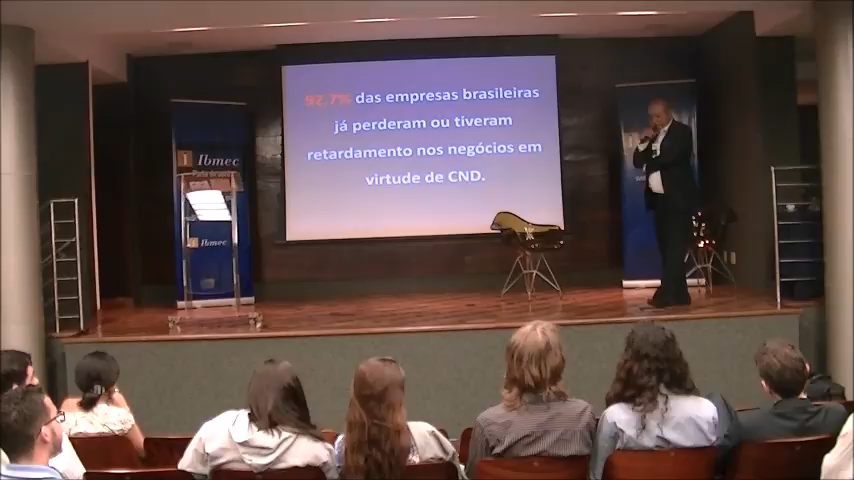 92,7% das empresas brasileiras
já perderam ou tiveram
retardamento nos negócios em
virtude de CND.
i Ibmec
i Ibmec